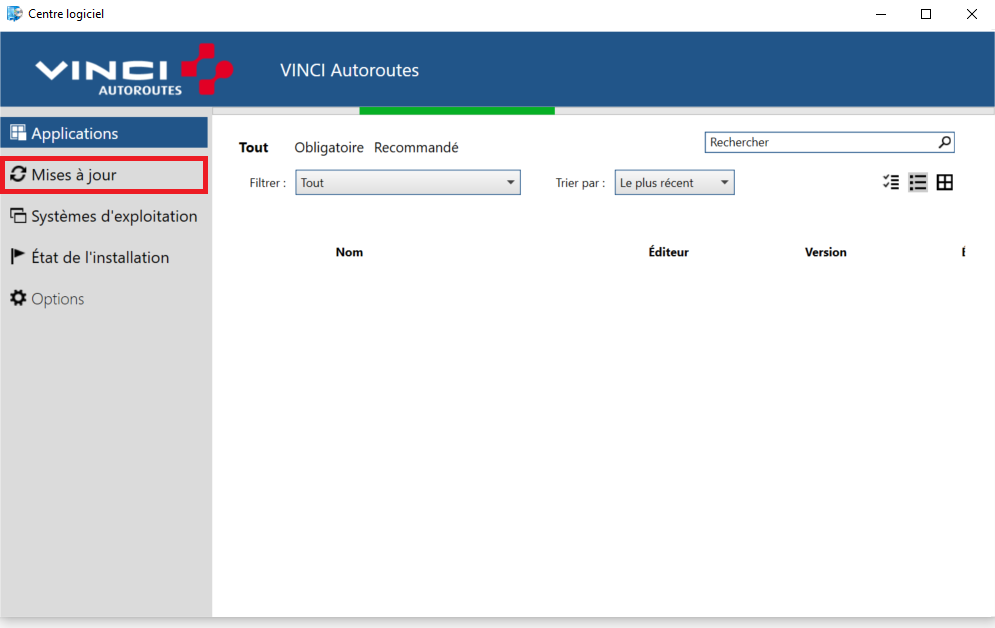 Centre logiciel
VINCI
AUTOROUTES
VINCI Autoroutes
Applications
Mises à jour
Systèmes d'exploitation
État de l'installation
Options
Tout Obligatoire Recommandé
Rechercher
Filtrer : Tout
Trier par : Le plus récent
Nom Éditeur Version